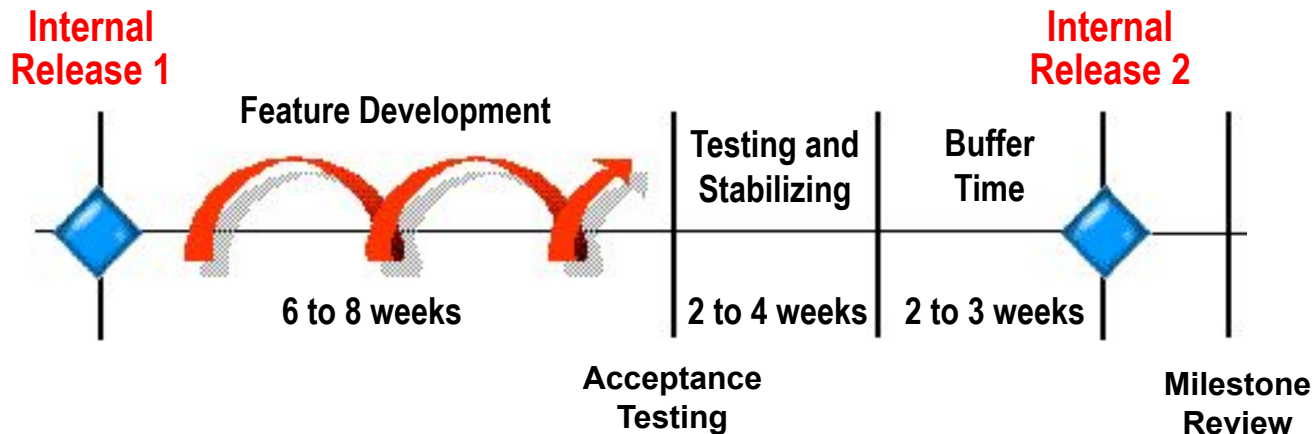 Internal
Release 1
Internal
Release 2
Feature Development
Testing and
Stabilizing
Buffer
Time
6 to 8 weeks
2 to 4 weeks
2 to 3 weeks
Acceptance
Testing
Milestone
Review